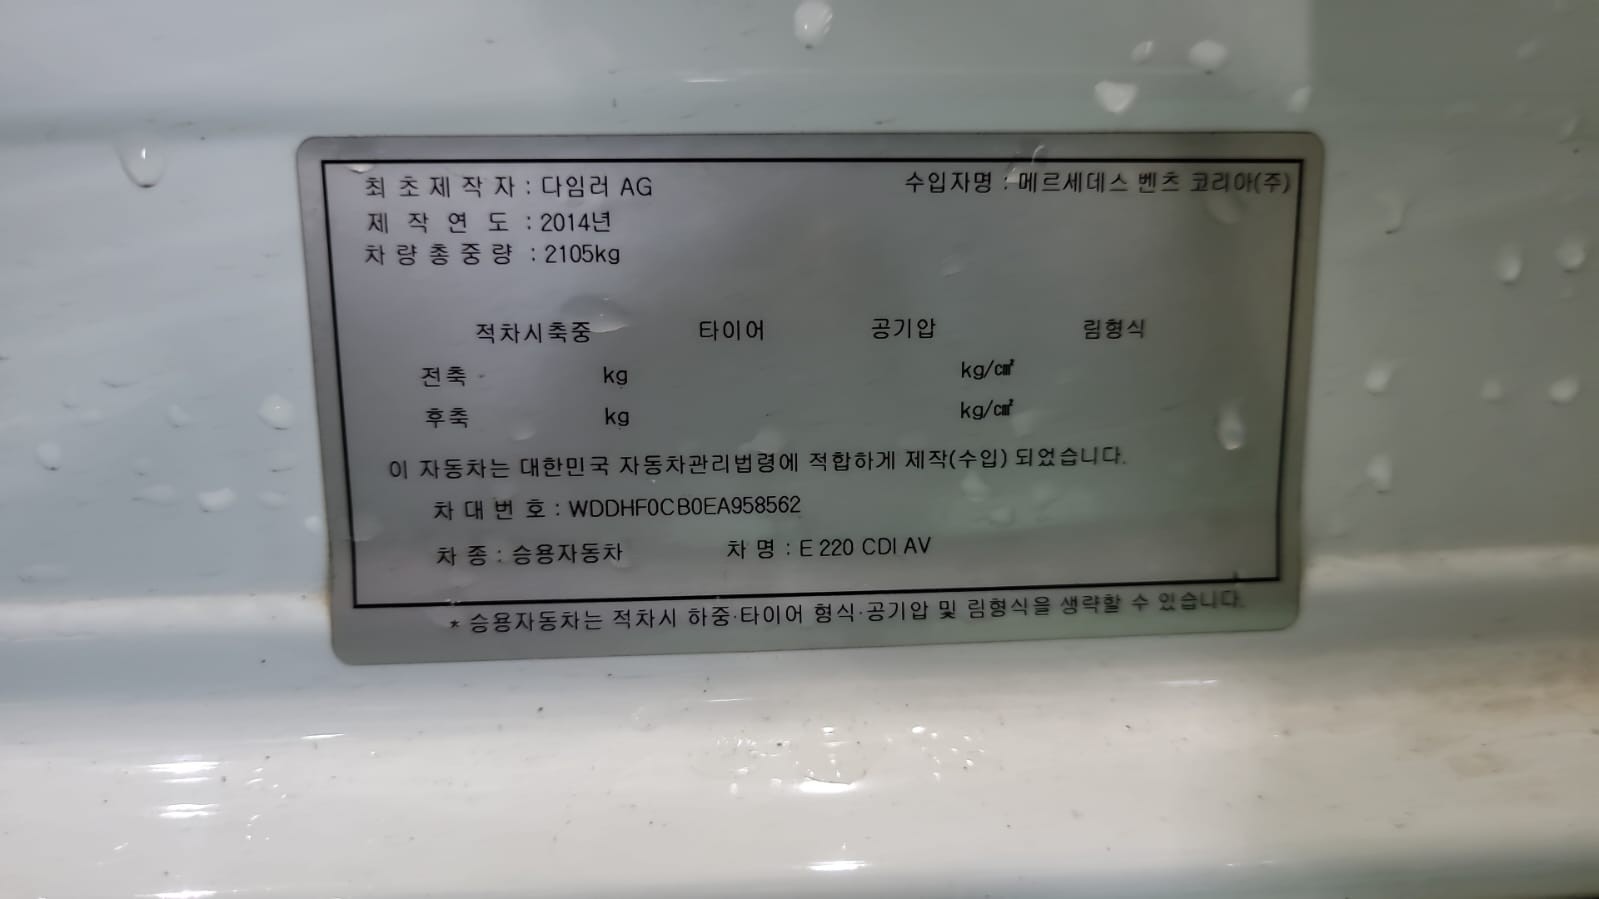 최초제작자 : 다임러 AG 수입자명 : 메르세데스 벤츠 코리아(주)
제작연도 : 2014년
차량총중량 : 2105kg
적차시축중 타이어 공기압 림형식
전축 kg kg/㎠
후축 kg kg/㎠
이 자동차는 대한민국 자동차관리법령에 적합하게 제작(수입) 되었습니다.
차대번호 : WDDHF0CB0EA958562
차종 : 승용자동차 차명 : E 220 CDI AV
* 승용자동차는 적차시 하중·타이어 형식·공기압 및 림형식을 생략할 수 있습니다.